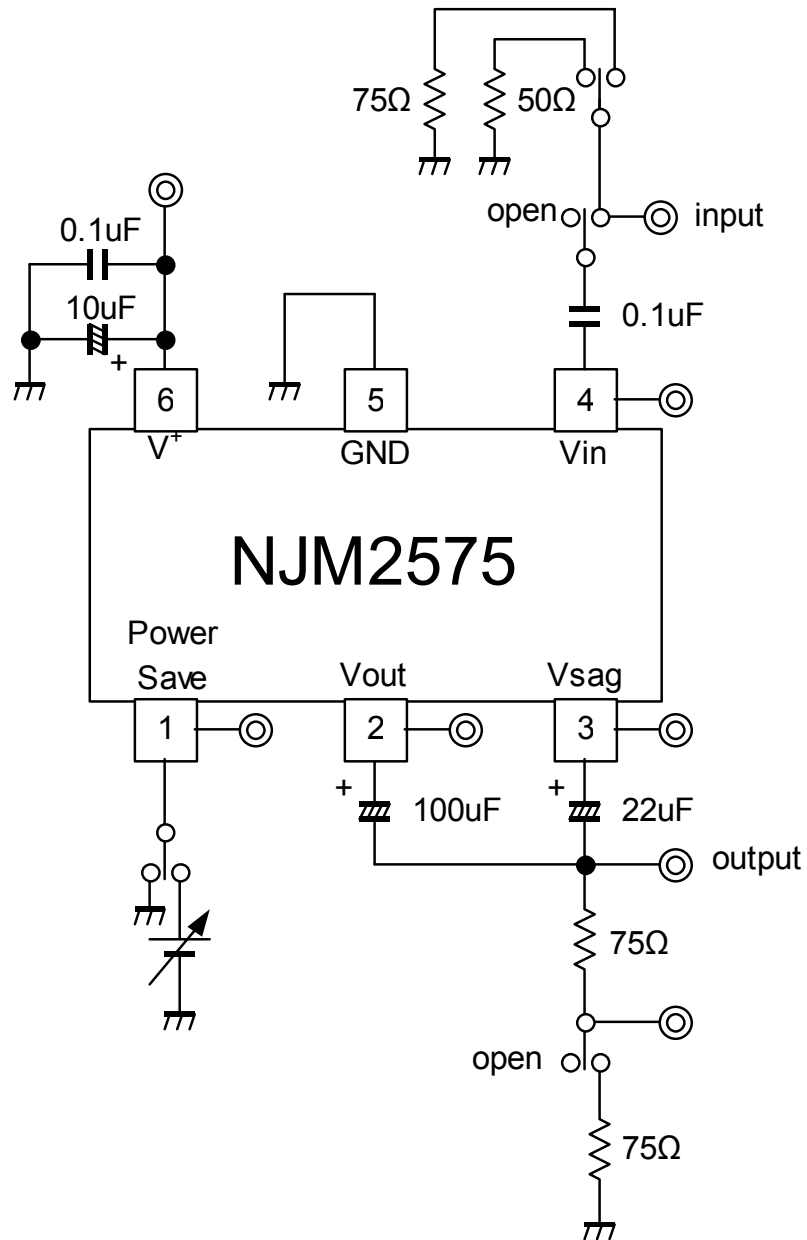 75Ω
50Ω
open
input
0.1uF
10uF
+
0.1uF
6
5
4
V+
GND
Vin
NJM2575
Power
Save
Vout
Vsag
1
2
3
+
100uF
+
22uF
output
75Ω
open
75Ω